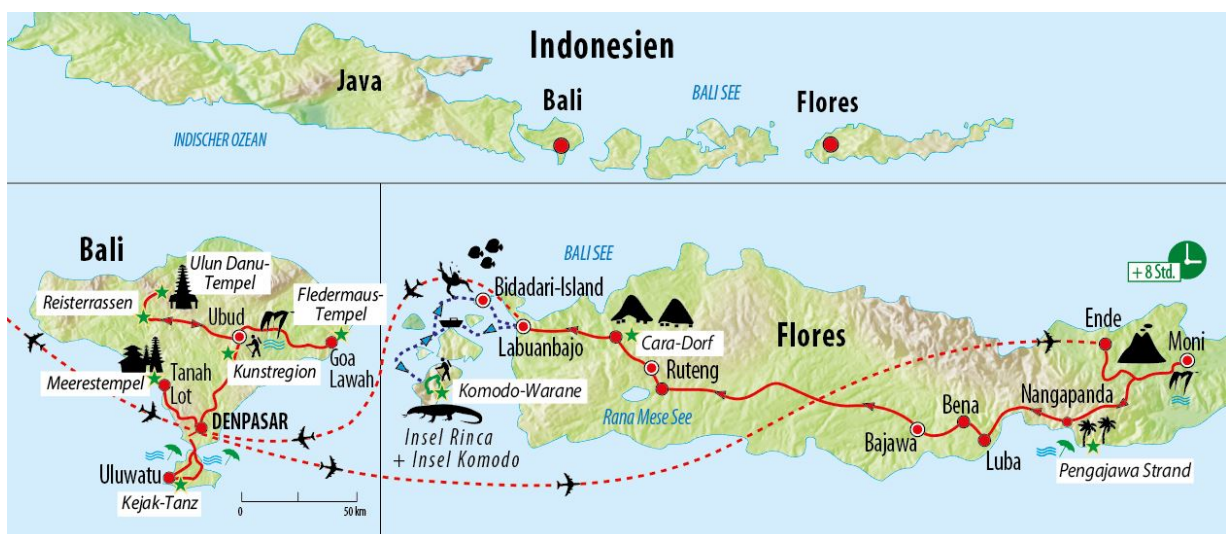 Indonesien
Java
Bali
BALI SEE
Flores
INDISCHER OZEAN
Bali
Ulun Danu-
Tempel
Reisterrassen
Fledermaus-
Tempel
Ubud
Goa
Lawah
Kunstregion
Meerestempel
Tanah
Lot
DENPASAR
Uluwatu
Kejak-Tanz
0
50 km
BALI SEE
Bidadari-Island
Labuanbajo
Cara-Dorf
Ruteng
Komodo-Warane
Insel Rinca
+ Insel Komodo
Rana Mese See
Flores
+ 8 Std.
Ende
Moni
Nangapanda
Bena
Bajawa
Luba
Pengajawa Strand